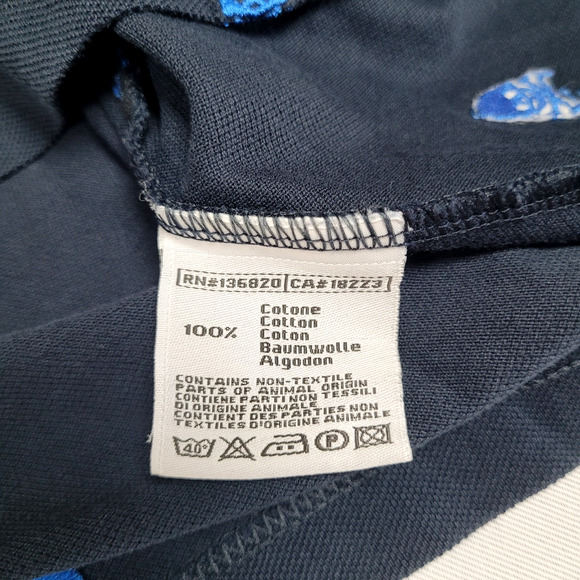 RN#136820 CA#18223
Cotone
Cotton
100% Coton
Baumwolle
Algodon
CONTAINS NON-TEXTILE
PARTS OF ANIMAL ORIGIN
CONTIENE PARTI NON TESSILI
DI ORIGINE ANIMALE
CONTIENT DES PARTIES NON
TEXTILES D'ORIGINE ANIMALE
40° P